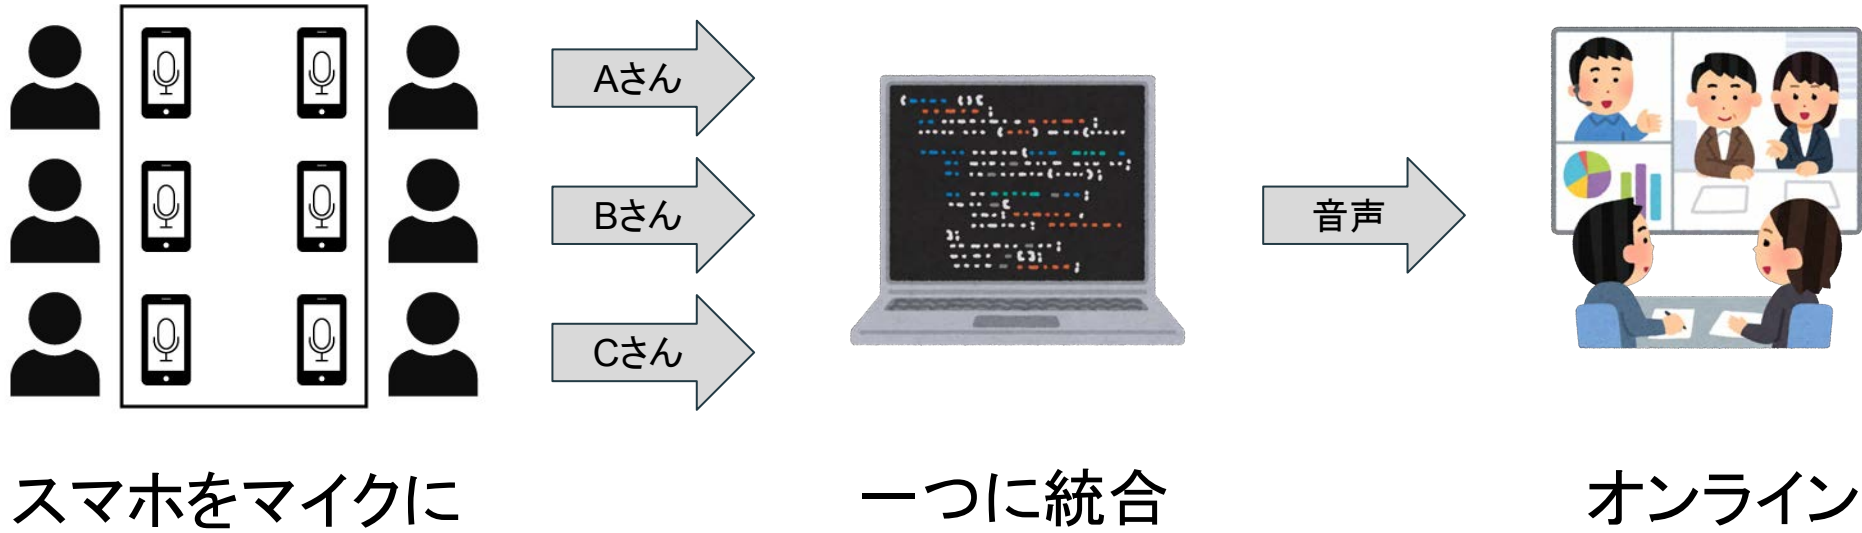 Aさん
Bさん
Cさん
音声
スマホをマイクに
一つに統合
オンライン